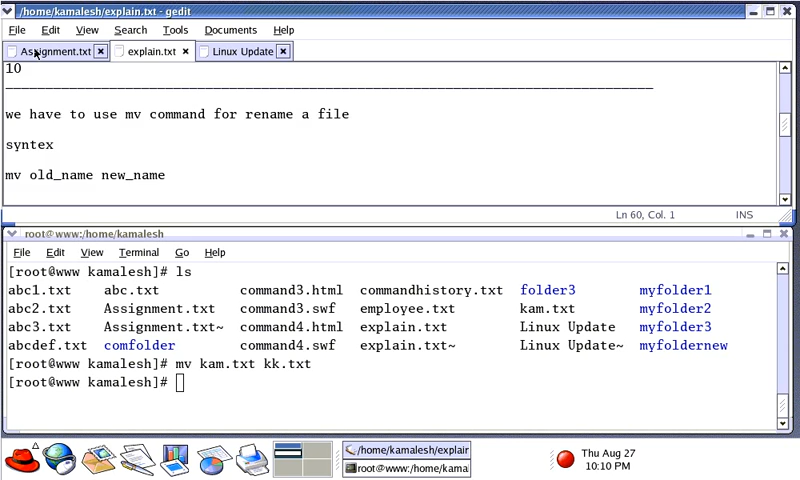 /home/kamalesh/explain.txt - gedit
File Edit View Search Tools Documents Help
Assignment.txt explain.txt Linux Update
10
we have to use mv command for rename a file
syntex
mv old_name new_name
Ln 60, Col. 1 INS
root@www:/home/kamalesh
File Edit View Terminal Go Help
[root@www kamalesh]# ls
abc1.txt abc.txt command3.html commandhistory.txt folder3 myfolder1
abc2.txt Assignment.txt command3.swf employee.txt kam.txt myfolder2
abc3.txt Assignment.txt~ command4.html explain.txt Linux Update myfolder3
abcdef.txt comfolder command4.swf explain.txt~ Linux Update~ myfoldernew
[root@www kamalesh]# mv kam.txt kk.txt
[root@www kamalesh]#
/home/kamalesh/explair
Thu Aug 27
root@www:/home/kamal
10:10 PM